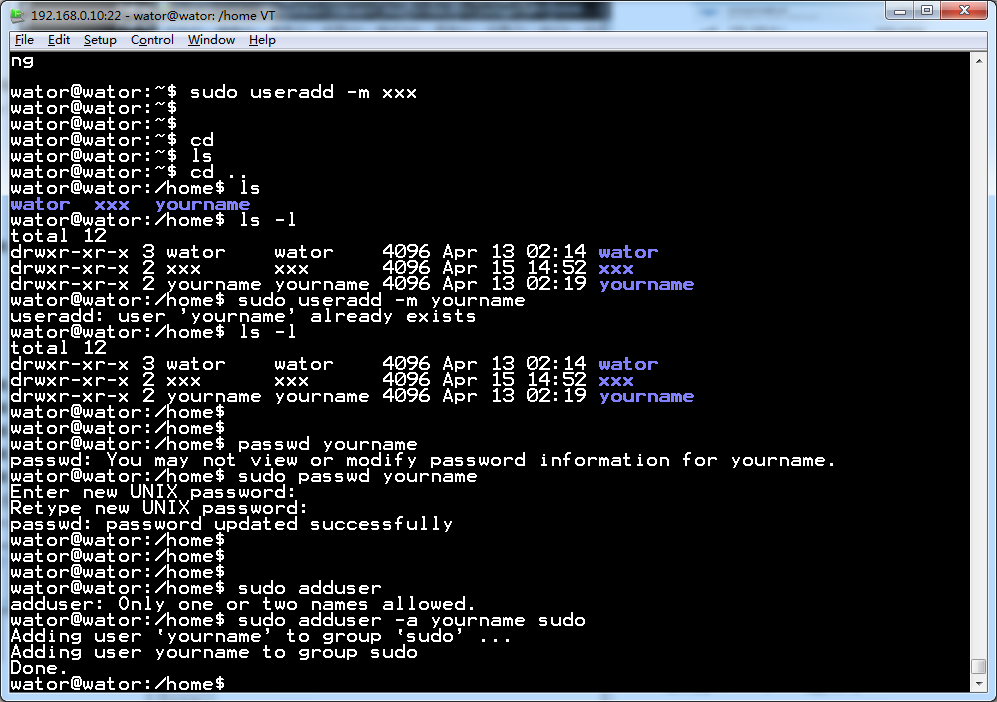 192.168.0.10:22 - wator@wator: /home VT
File Edit Setup Control Window Help
ng
wator@wator:~$ sudo useradd -m xxx
wator@wator:~$
wator@wator:~$
wator@wator:~$ cd
wator@wator:~$ ls
wator@wator:~$ cd ..
wator@wator:/home$ ls
wator  xxx  yourname
wator@wator:/home$ ls -l
total 12
drwxr-xr-x 3 wator    wator    4096 Apr 13 02:14 wator
drwxr-xr-x 2 xxx      xxx      4096 Apr 15 14:52 xxx
drwxr-xr-x 2 yourname yourname 4096 Apr 13 02:19 yourname
wator@wator:/home$ sudo useradd -m yourname
useradd: user 'yourname' already exists
wator@wator:/home$ ls -l
total 12
drwxr-xr-x 3 wator    wator    4096 Apr 13 02:14 wator
drwxr-xr-x 2 xxx      xxx      4096 Apr 15 14:52 xxx
drwxr-xr-x 2 yourname yourname 4096 Apr 13 02:19 yourname
wator@wator:/home$
wator@wator:/home$
wator@wator:/home$ passwd yourname
passwd: You may not view or modify password information for yourname.
wator@wator:/home$ sudo passwd yourname
Enter new UNIX password:
Retype new UNIX password:
passwd: password updated successfully
wator@wator:/home$
wator@wator:/home$
wator@wator:/home$
wator@wator:/home$ sudo adduser
adduser: Only one or two names allowed.
wator@wator:/home$ sudo adduser -a yourname sudo
Adding user ‘yourname’ to group ‘sudo’ ...
Adding user yourname to group sudo
Done.
wator@wator:/home$